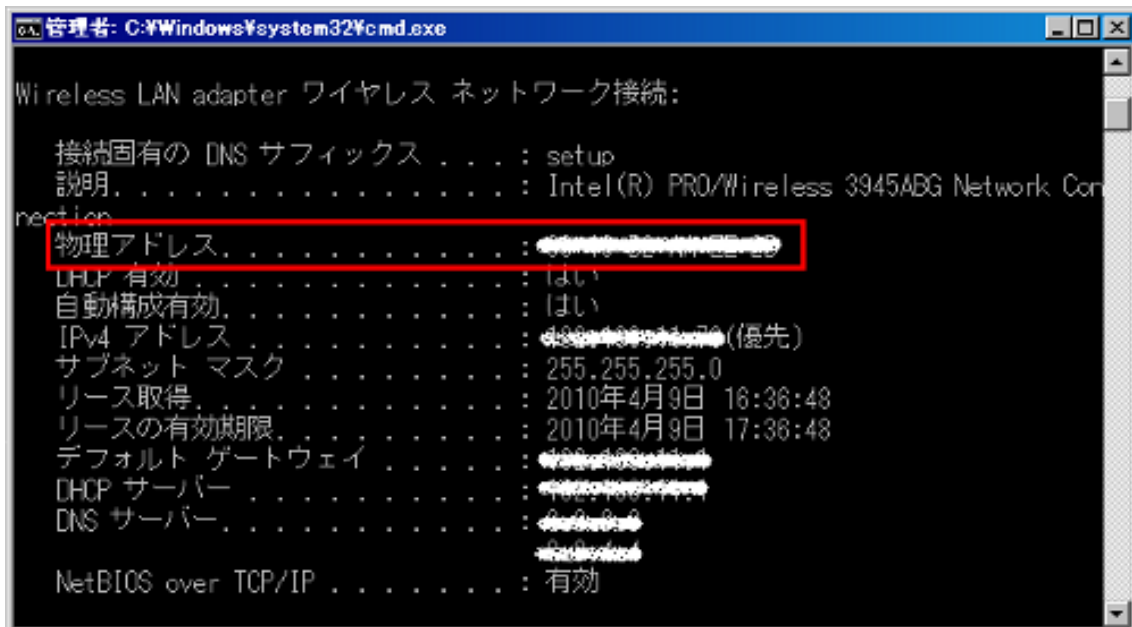 管理者: C:¥Windows¥system32¥cmd.exe
Wireless LAN adapter ワイヤレス ネットワーク接続:
接続固有の DNS サフィックス . . . : setup
説明. . . . . . . . . . . . . . . : Intel(R) PRO/Wireless 3945ABG Network Con
nection
物理アドレス. . . . . . . . . . . :
DHCP 有効 . . . . . . . . . . . . : はい
自動構成有効. . . . . . . . . . . : はい
IPv4 アドレス . . . . . . . . . . : (優先)
サブネット マスク . . . . . . . . : 255.255.255.0
リース取得. . . . . . . . . . . . : 2010年4月9日 16:36:48
リースの有効期限. . . . . . . . . : 2010年4月9日 17:36:48
デフォルト ゲートウェイ . . . . . :
DHCP サーバー . . . . . . . . . . :
DNS サーバー. . . . . . . . . . . :
NetBIOS over TCP/IP . . . . . . . : 有効